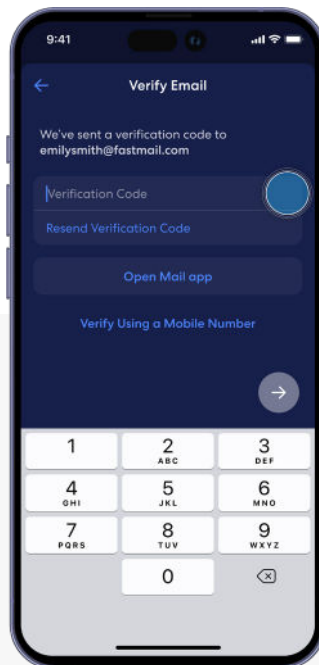 9:41
Verify Email
We've sent a verification code to
emilysmith@fastmail.com
Verification Code
Resend Verification Code
Open Mail app
Verify Using a Mobile Number
1
2
ABC
3
DEF
4
GHI
5
JKL
6
MNO
7
PQRS
8
TUV
9
WXYZ
0